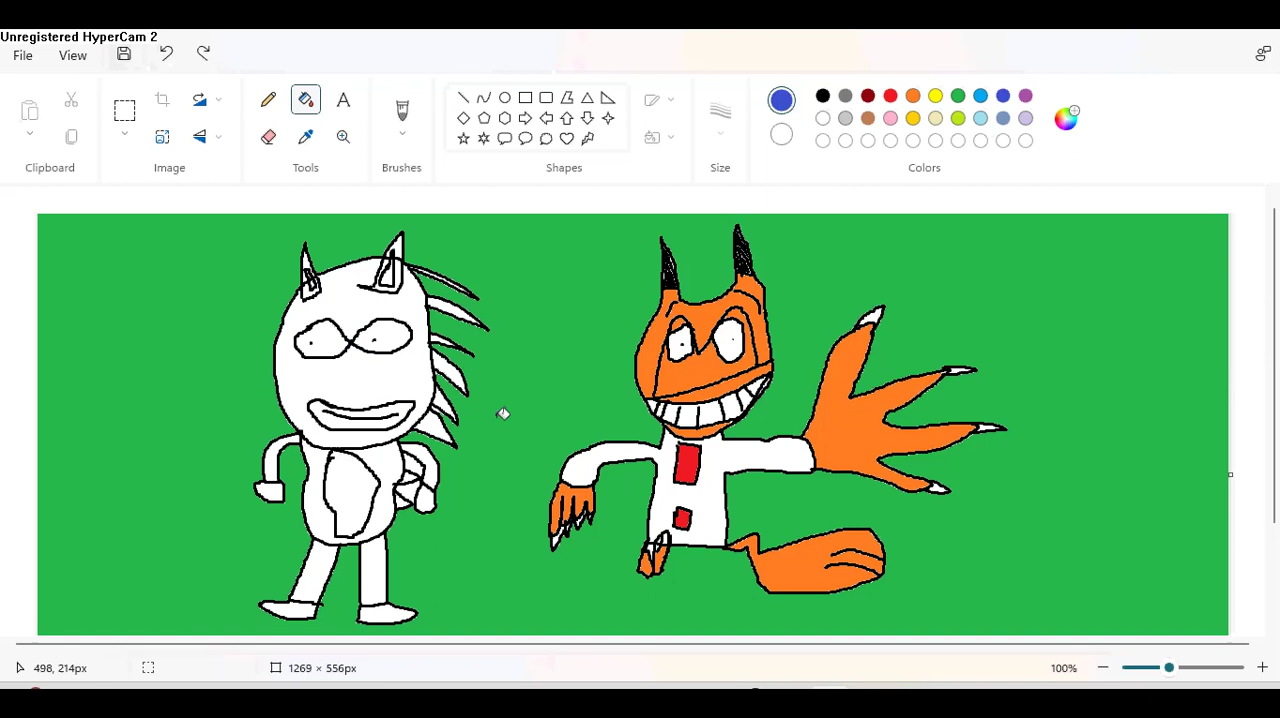 Unregistered HyperCam 2
File View
A
Clipboard Image Tools Brushes Shapes Size Colors
498, 214px 1269 × 556px 100%